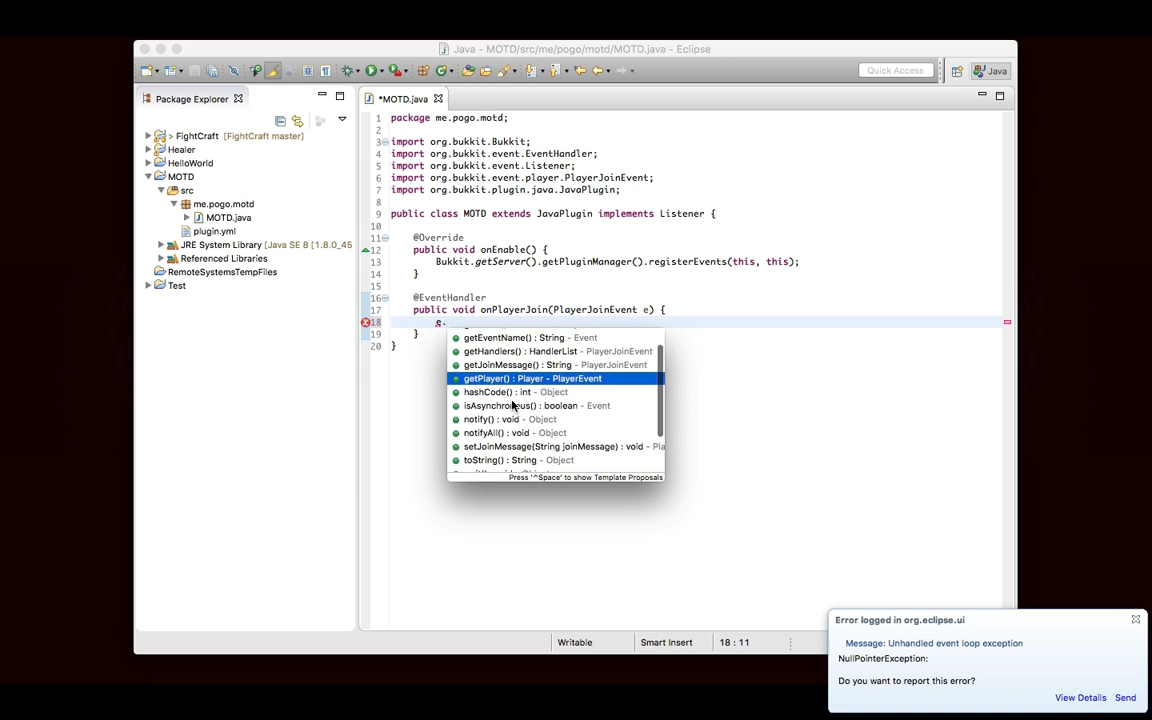 Java - MOTD/src/me/pogo/motd/MOTD.java - Eclipse
Quick Access
Java
Package Explorer
*MOTD.java
> FightCraft [FightCraft master]
Healer
HelloWorld
MOTD
src
me.pogo.motd
MOTD.java
plugin.yml
JRE System Library [Java SE 8 [1.8.0_45
Referenced Libraries
RemoteSystemsTempFiles
Test
1 package me.pogo.motd;
2
3 import org.bukkit.Bukkit;
4 import org.bukkit.event.EventHandler;
5 import org.bukkit.event.Listener;
6 import org.bukkit.event.player.PlayerJoinEvent;
7 import org.bukkit.plugin.java.JavaPlugin;
8
9 public class MOTD extends JavaPlugin implements Listener {
10
11 @Override
12 public void onEnable() {
13 Bukkit.getServer().getPluginManager().registerEvents(this, this);
14 }
15
16 @EventHandler
17 public void onPlayerJoin(PlayerJoinEvent e) {
18 e.
19 }
20 }
getEventName() : String - Event
getHandlers() : HandlerList - PlayerJoinEvent
getJoinMessage() : String - PlayerJoinEvent
getPlayer() : Player - PlayerEvent
hashCode() : int - Object
isAsynchronous() : boolean - Event
notify() : void - Object
notifyAll() : void - Object
setJoinMessage(String joinMessage) : void - Pla
toString() : String - Object
Press '^Space' to show Template Proposals
Writable
Smart Insert
18 : 11
Error logged in org.eclipse.ui
Message: Unhandled event loop exception
NullPointerException:
Do you want to report this error?
View Details Send